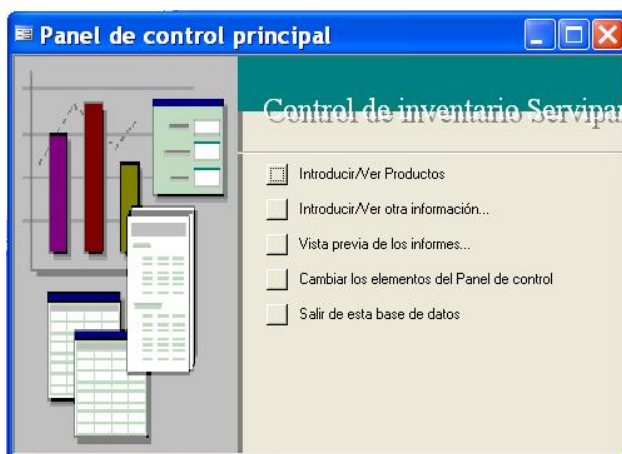 Panel de control principal
Control de inventario Servipar
Introducir/Ver Productos
Introducir/Ver otra información...
Vista previa de los informes...
Cambiar los elementos del Panel de control
Salir de esta base de datos